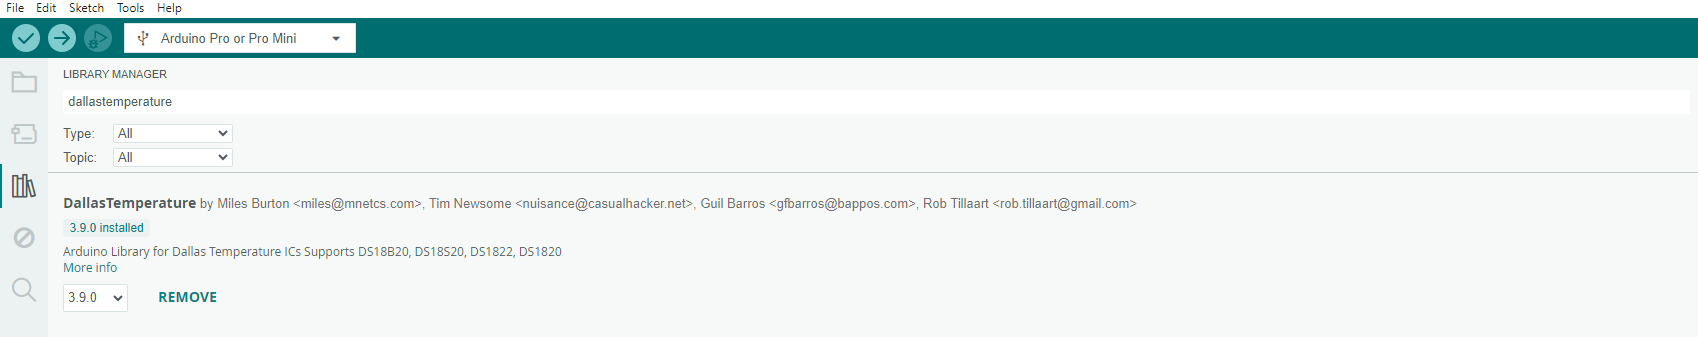 File Edit Sketch Tools Help
Arduino Pro or Pro Mini
LIBRARY MANAGER
dallastemperature
Type: All
Topic: All
DallasTemperature by Miles Burton <miles@mnetcs.com>, Tim Newsome <nuisance@casualhacker.net>, Guil Barros <gfbarros@bappos.com>, Rob Tillaart <rob.tillaart@gmail.com>
3.9.0 installed
Arduino Library for Dallas Temperature ICs Supports DS18B20, DS18S20, DS1822, DS1820
More info
3.9.0 REMOVE